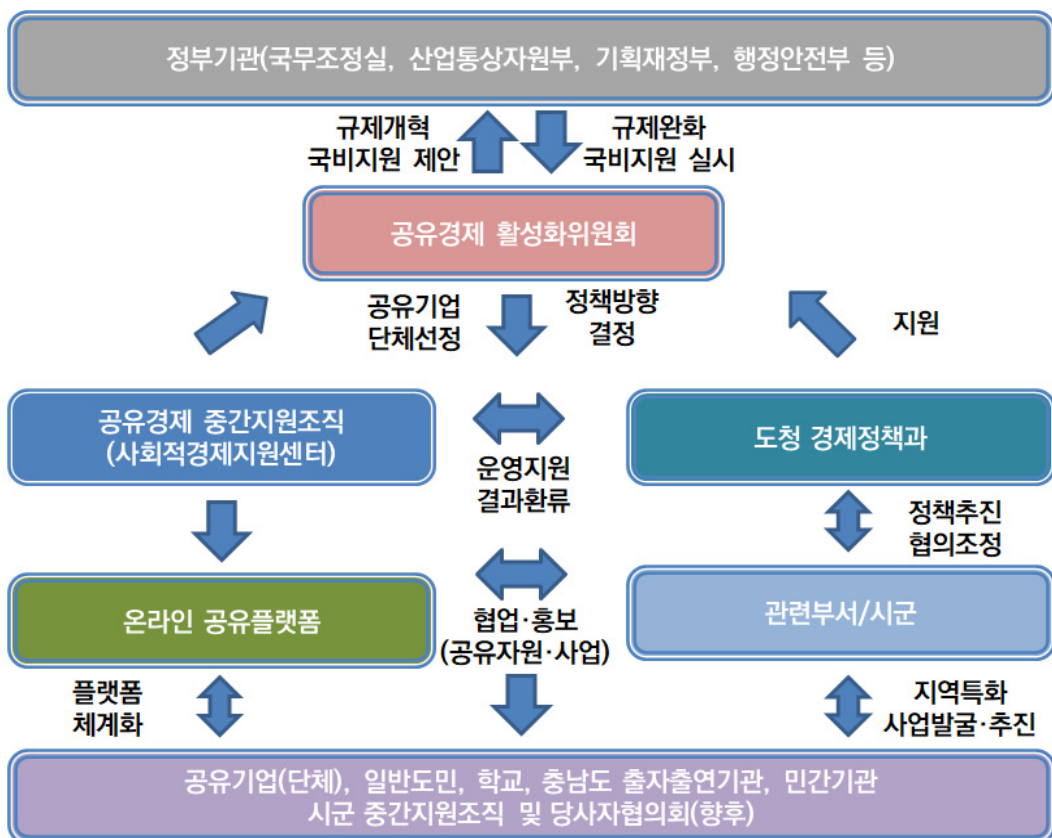 정부기관(국무조정실, 산업통상자원부, 기획재정부, 행정안전부 등)
규제개혁
국비지원 제안
규제완화
국비지원 실시
공유경제 활성화위원회
공유기업
단체선정
정책방향
결정
지원
공유경제 중간지원조직
(사회적경제지원센터)
운영지원
결과환류
도청 경제정책과
정책추진
협의조정
온라인 공유플랫폼
협업·홍보
(공유자원·사업)
관련부서/시군
플랫폼
체계화
지역특화
사업발굴·추진
공유기업(단체), 일반도민, 학교, 충남도 출자출연기관, 민간기관
시군 중간지원조직 및 당사자협의회(향후)